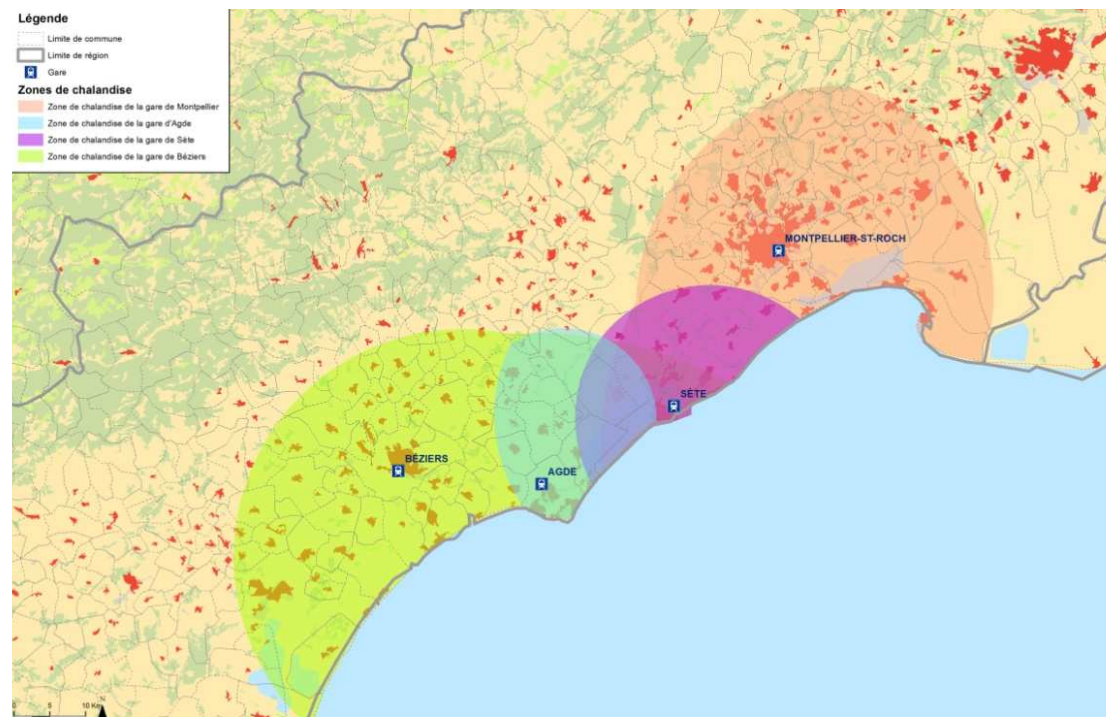 Légende
Limite de commune
Limite de région
Gare
Zones de chalandise
Zone de chalandise de la gare de Montpellier
Zone de chalandise de la gare d'Agde
Zone de chalandise de la gare de Sète
Zone de chalandise de la gare de Béziers
MONTPELLIER-ST-ROCH
SÈTE
BÉZIERS
AGDE
0 5 10 Km